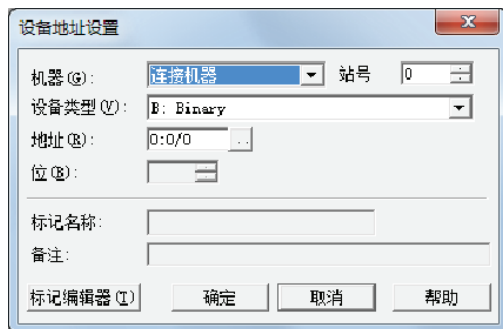 设备地址设置
机器(G): 连接机器 站号 0
设备类型(V): B: Binary
地址(R): 0:0/0 ..
位(B):
标记名称:
备注:
标记编辑器(T) 确定 取消 帮助